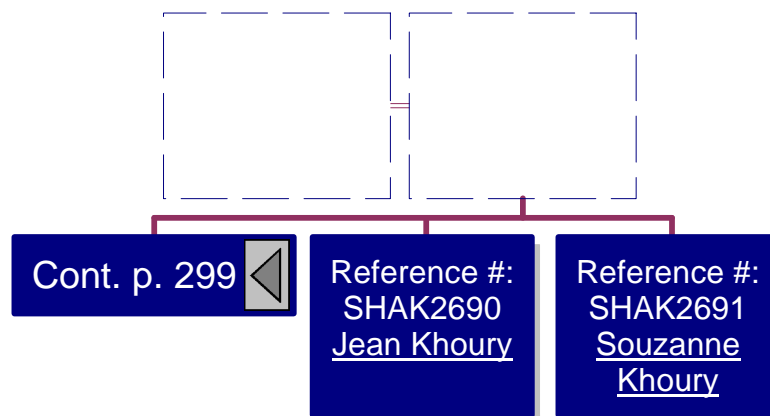 Cont. p. 299
Reference #:
SHAK2690
Jean Khoury
Reference #:
SHAK2691
Souzanne
Khoury